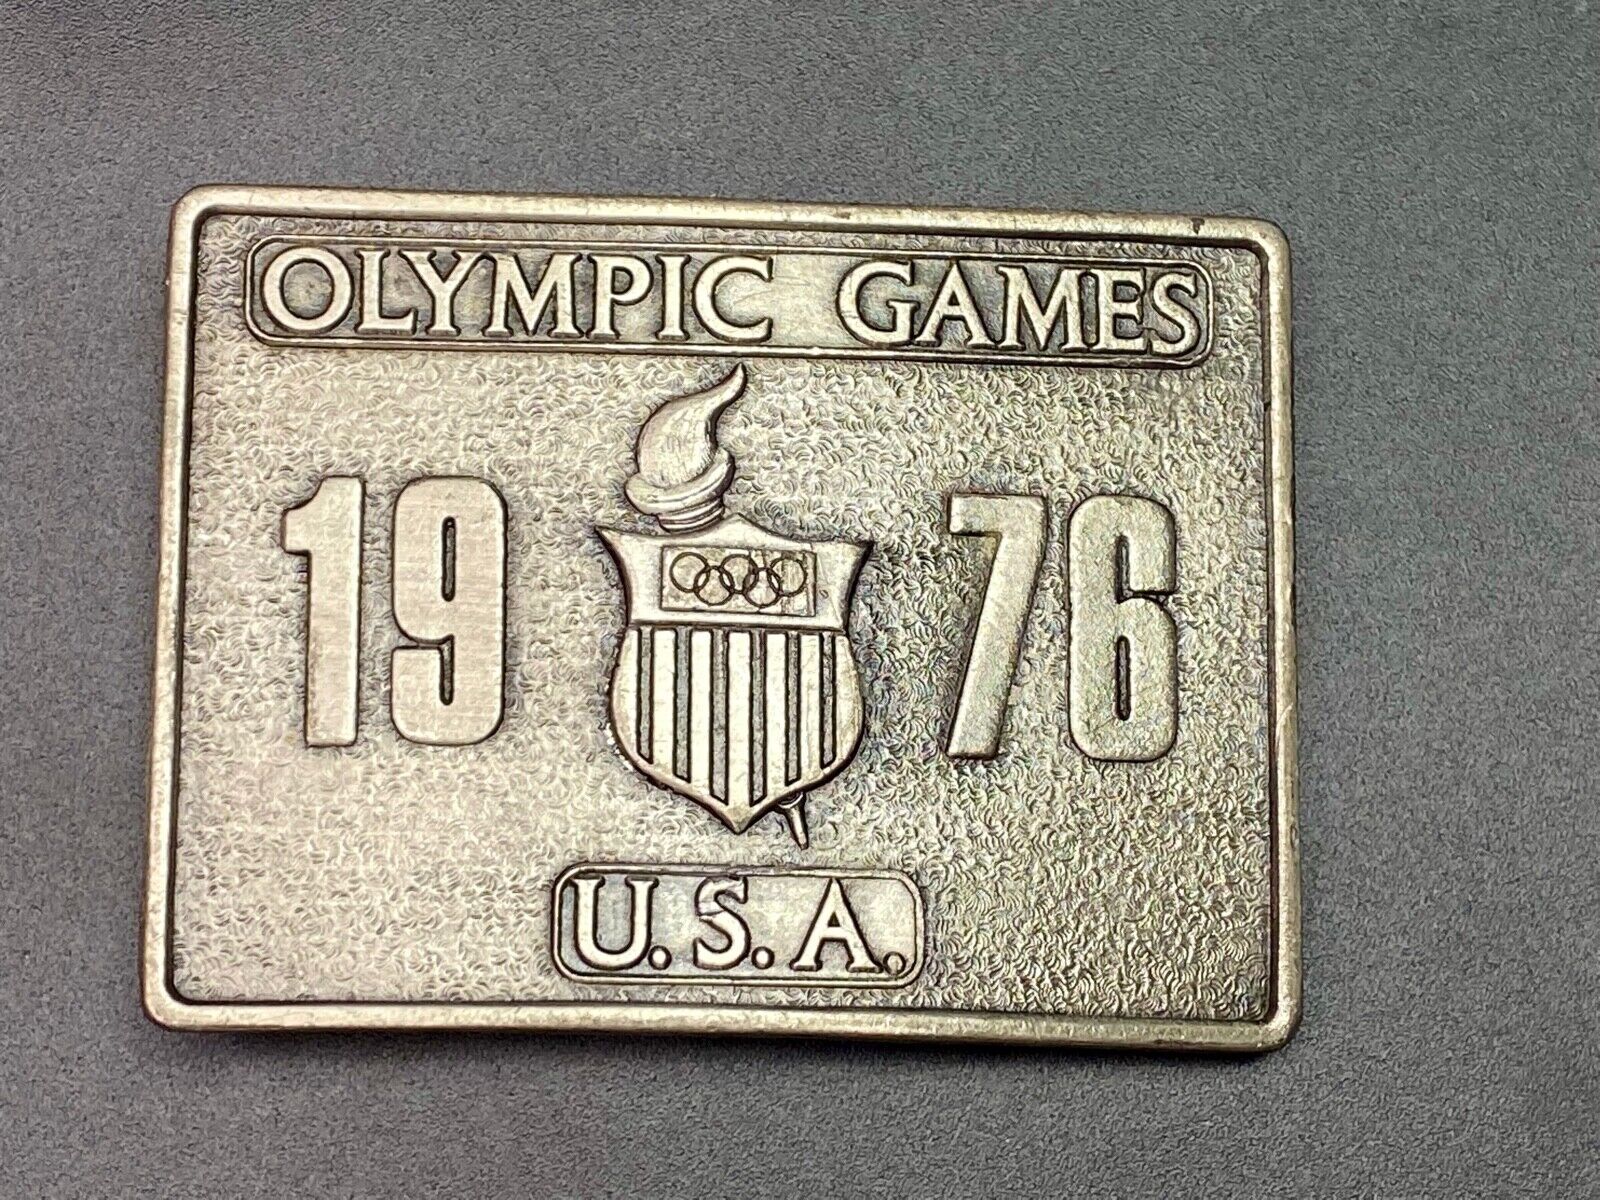 OLYMPIC GAMES
19 76
U.S.A.